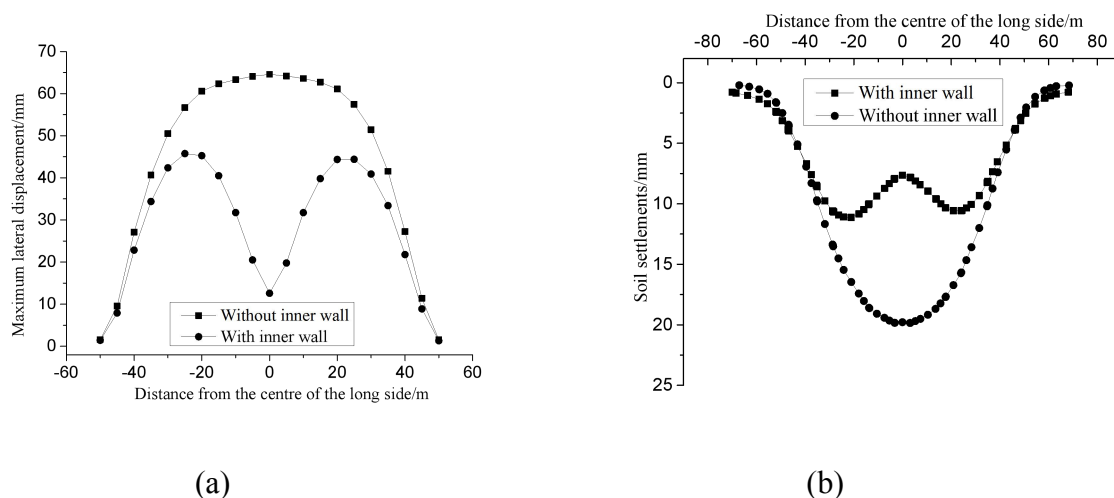 70
60
50
40
30
20
10
0
Maximum lateral displacement/mm
Without inner wall
With inner wall
-60 -40 -20 0 20 40 60
Distance from the centre of the long side/m
(a)
Distance from the centre of the long side/m
-80 -60 -40 -20 0 20 40 60 80
0
5
10
15
20
25
Soil settlements/mm
With inner wall
Without inner wall
(b)